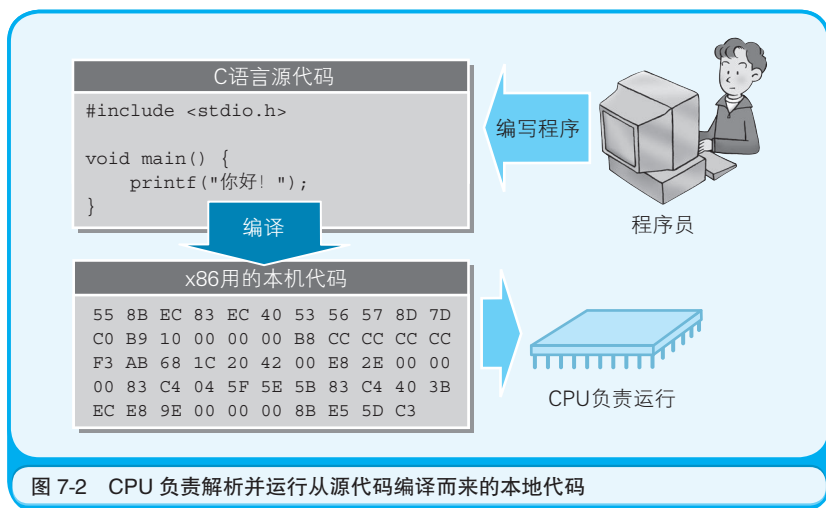 C语言源代码
#include <stdio.h>
void main() {
    printf("你好! ");
}
编写程序
程序员
编译
x86用的本机代码
55 8B EC 83 EC 40 53 56 57 8D 7D
C0 B9 10 00 00 00 B8 CC CC CC CC
F3 AB 68 1C 20 42 00 E8 2E 00 00
00 83 C4 04 5F 5E 5B 83 C4 40 3B
EC E8 9E 00 00 00 8B E5 5D C3
CPU负责运行
图 7-2 CPU 负责解析并运行从源代码编译而来的本地代码